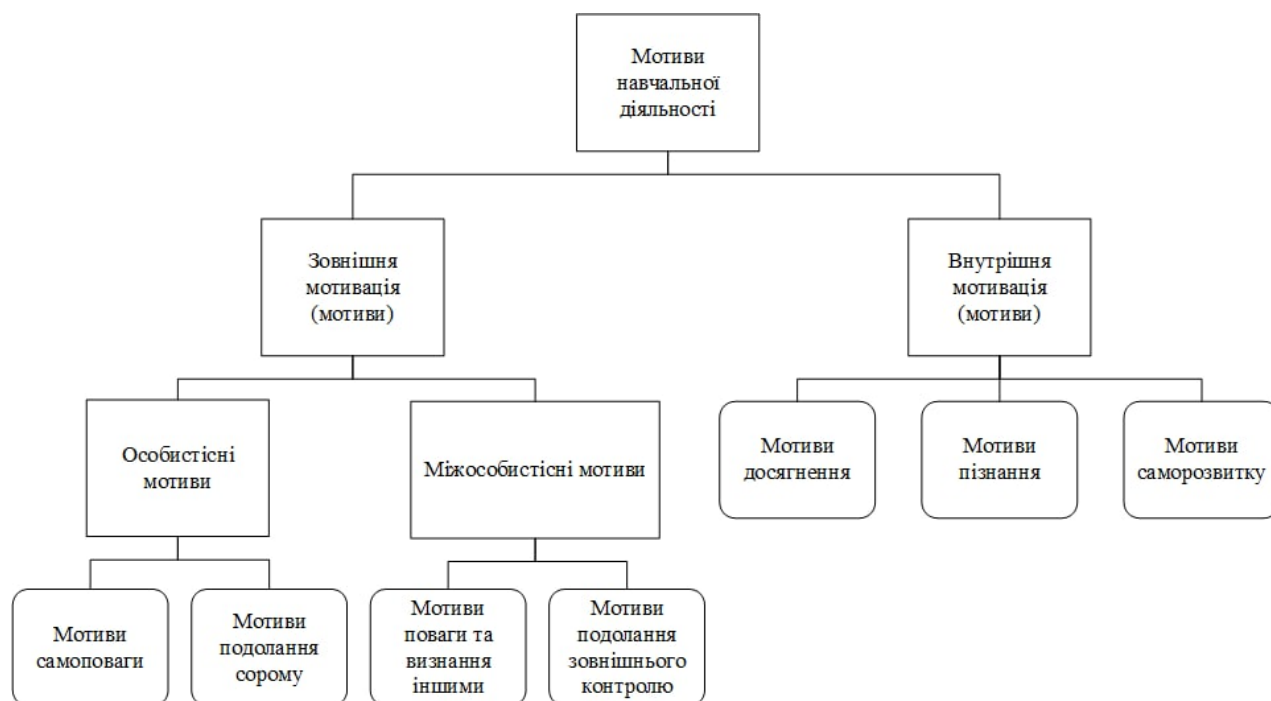 Мотиви
навчальної
діяльності
Зовнішня
мотивація
(мотиви)
Внутрішня
мотивація
(мотиви)
Особистісні
мотиви
Міжособистісні мотиви
Мотиви
досягнення
Мотиви
пізнання
Мотиви
саморозвитку
Мотиви
самоповаги
Мотиви
подолання
сорому
Мотиви
поваги та
визнання
іншими
Мотиви
подолання
зовнішнього
контролю